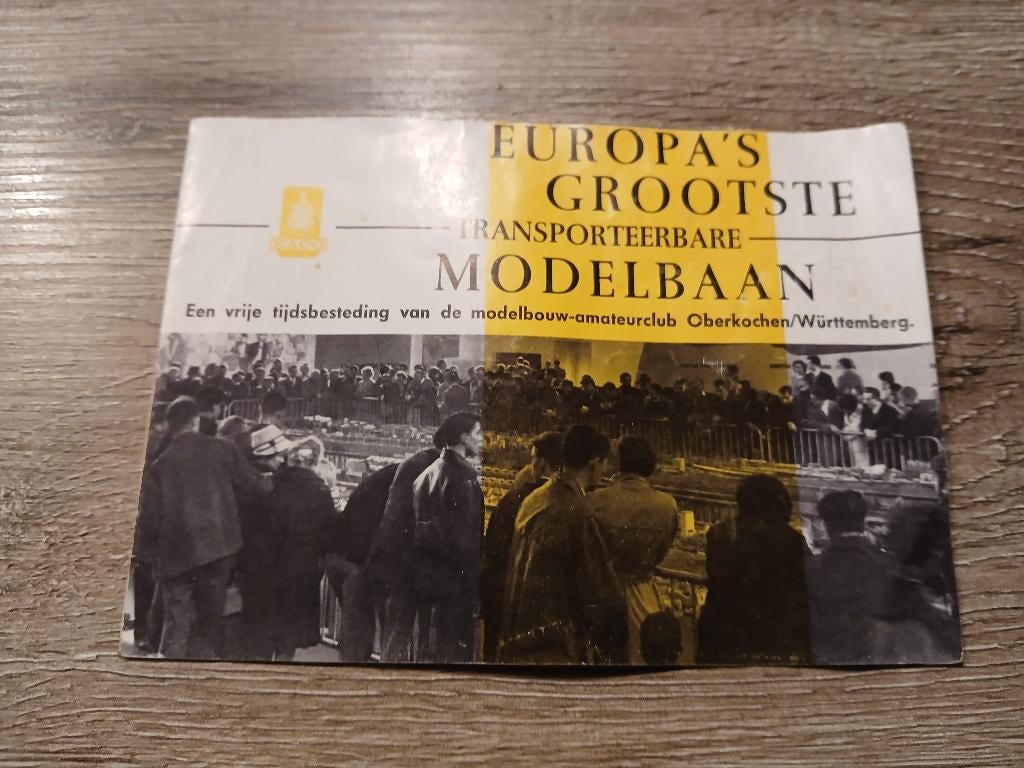 EUROPA'S
GROOTSTE
TRANSPORTEERBARE
MODELBAAN
Een vrije tijdsbesteding van de modelbouw-amateurclub Oberkochen/Württemberg.